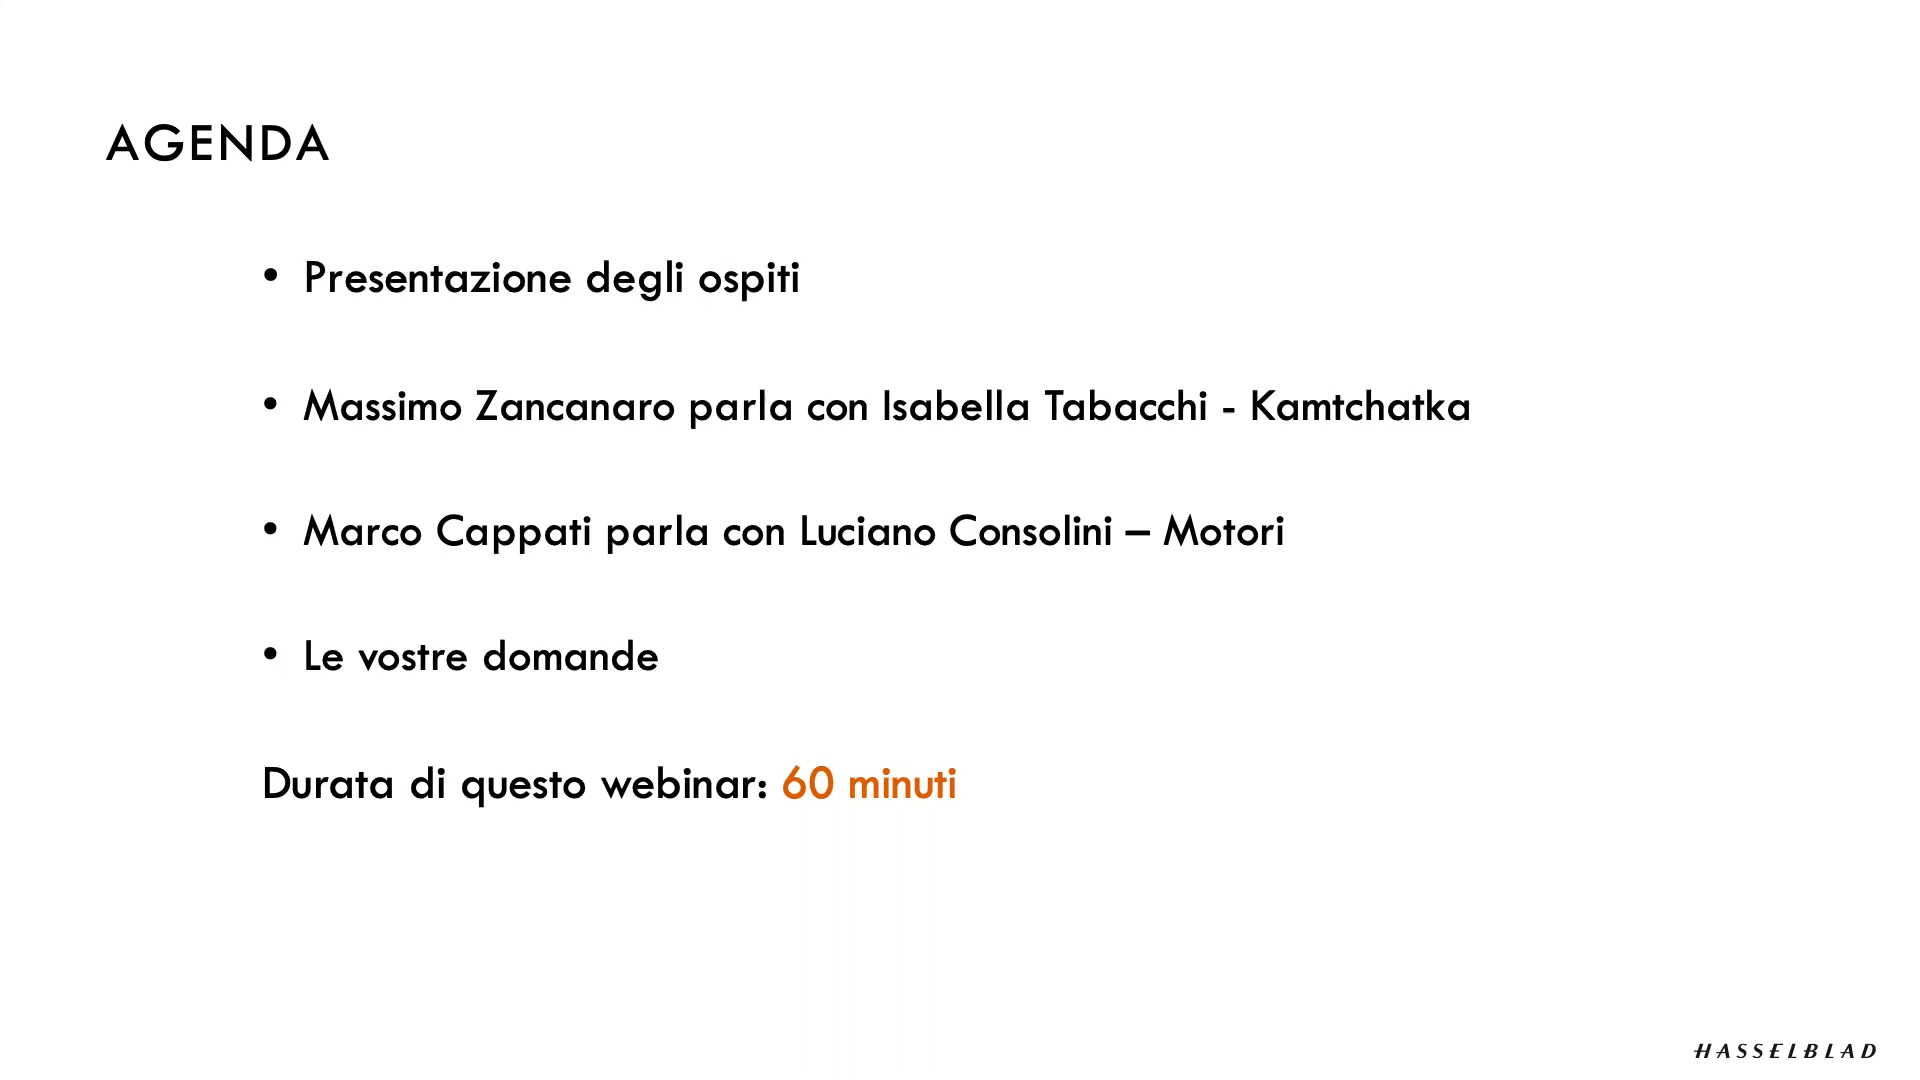 AGENDA
• Presentazione degli ospiti
• Massimo Zancanaro parla con Isabella Tabacchi - Kamtchatka
• Marco Cappati parla con Luciano Consolini – Motori
• Le vostre domande
Durata di questo webinar: 60 minuti
HASSELBLAD